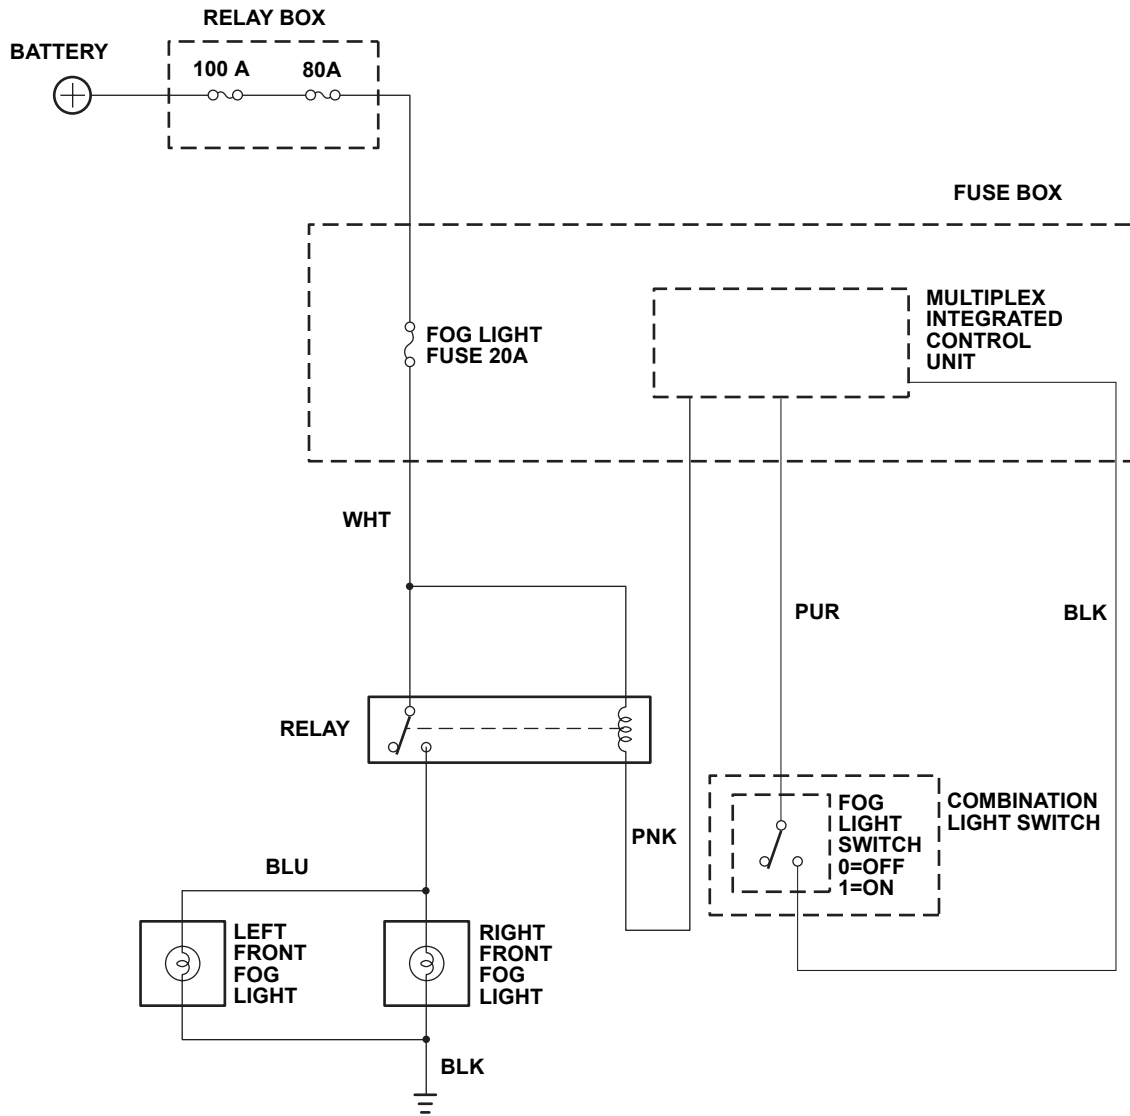 RELAY BOX
BATTERY
100 A
80A
FUSE BOX
MULTIPLEX
INTEGRATED
CONTROL
UNIT
FOG LIGHT
FUSE 20A
WHT
PUR
BLK
RELAY
FOG
LIGHT
SWITCH
0=OFF
1=ON
COMBINATION
LIGHT SWITCH
PNK
BLU
LEFT
FRONT
FOG
LIGHT
RIGHT
FRONT
FOG
LIGHT
BLK